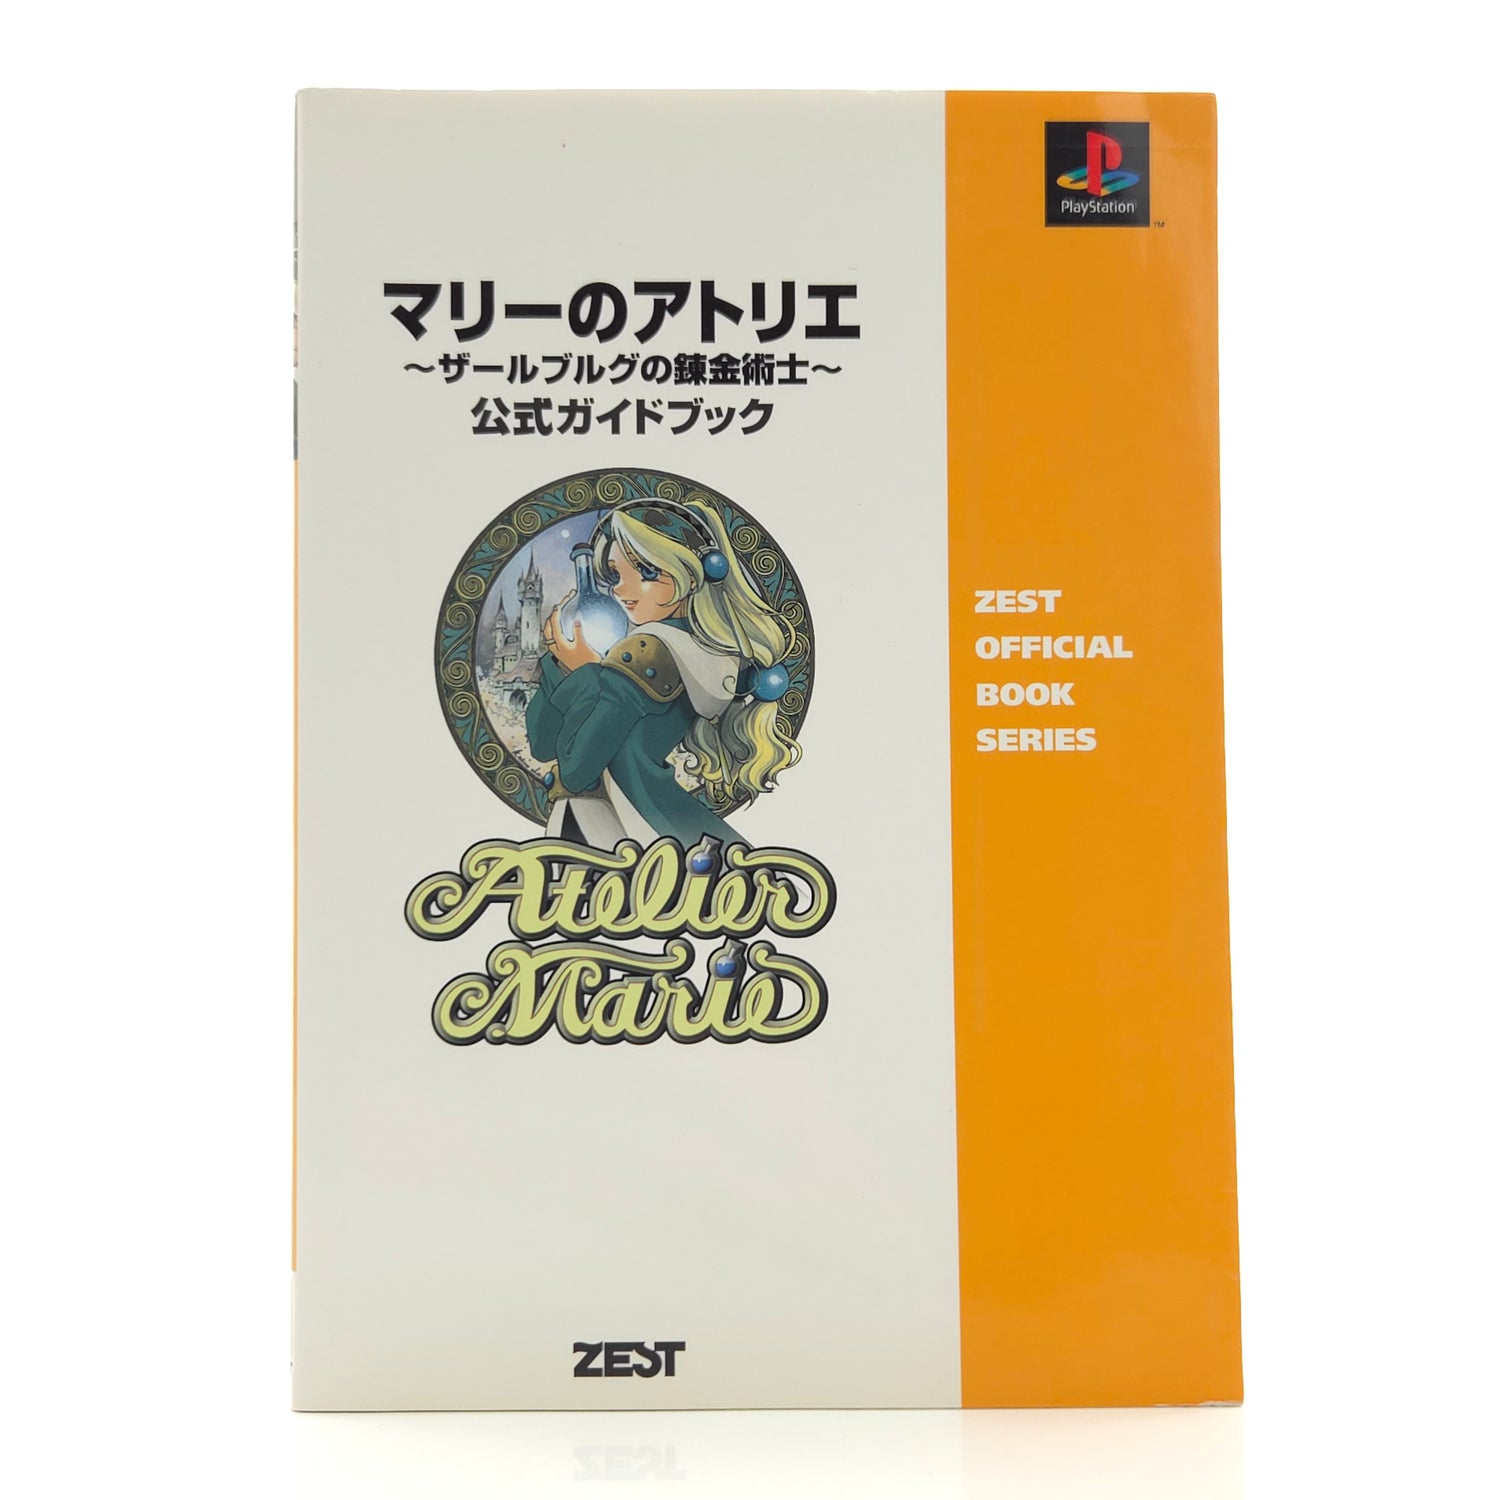 PlayStation
TM
マリーのアトリエ
～ザールブルグの錬金術士～
公式ガイドブック
ZEST
OFFICIAL
BOOK
SERIES
Atelier
Marie
ZEST